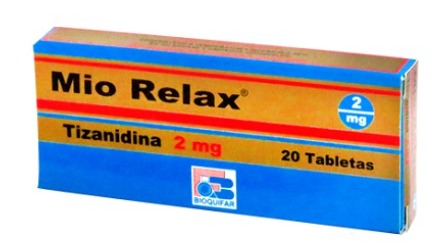 Mio Relax®
2
mg
Tizanidina 2 mg
20 Tabletas
BIOQUIFAR